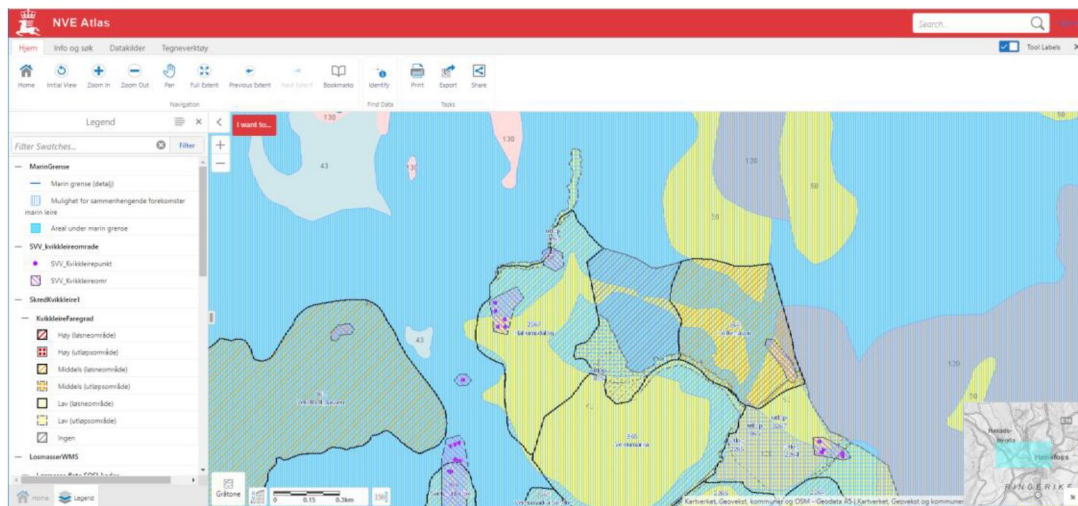 NVE Atlas
Search...
Hjem Info og søk Datakilder Tegneverktøy
Tool Labels
Home Initial View Zoom In Zoom Out Pan Full Extent Previous Extent Next Extent Bookmarks Identify Print Export Share
Navigation Find Data Tasks
Legend
I want to...
Filter Swatches... Filter
MarinGrense
Marin grense (detalj)
Mulighet for sammenhengende forekomster
marin leire
Areal under marin grense
SVV_kvikkleireomrade
SVV_Kvikkleirepunkt
SVV_Kvikkleireomr
SkredKvikkleire1
KvikkleireFaregrad
Høy (løsneområde)
Høy (utløpsområde)
Middels (løsneområde)
Middels (utløpsområde)
Lav (løsneområde)
Lav (utløpsområde)
Ingen
LosmasserWMS
Home Legend
Gråtone
0 0.15 0.3km
130
43
130
50
130
50
50
43
120
50
Hønefoss
RINGERIKE
Kartverket, Geovekst, kommuner og OSM - Geodata AS | Kartverket, Geovekst og kommuner